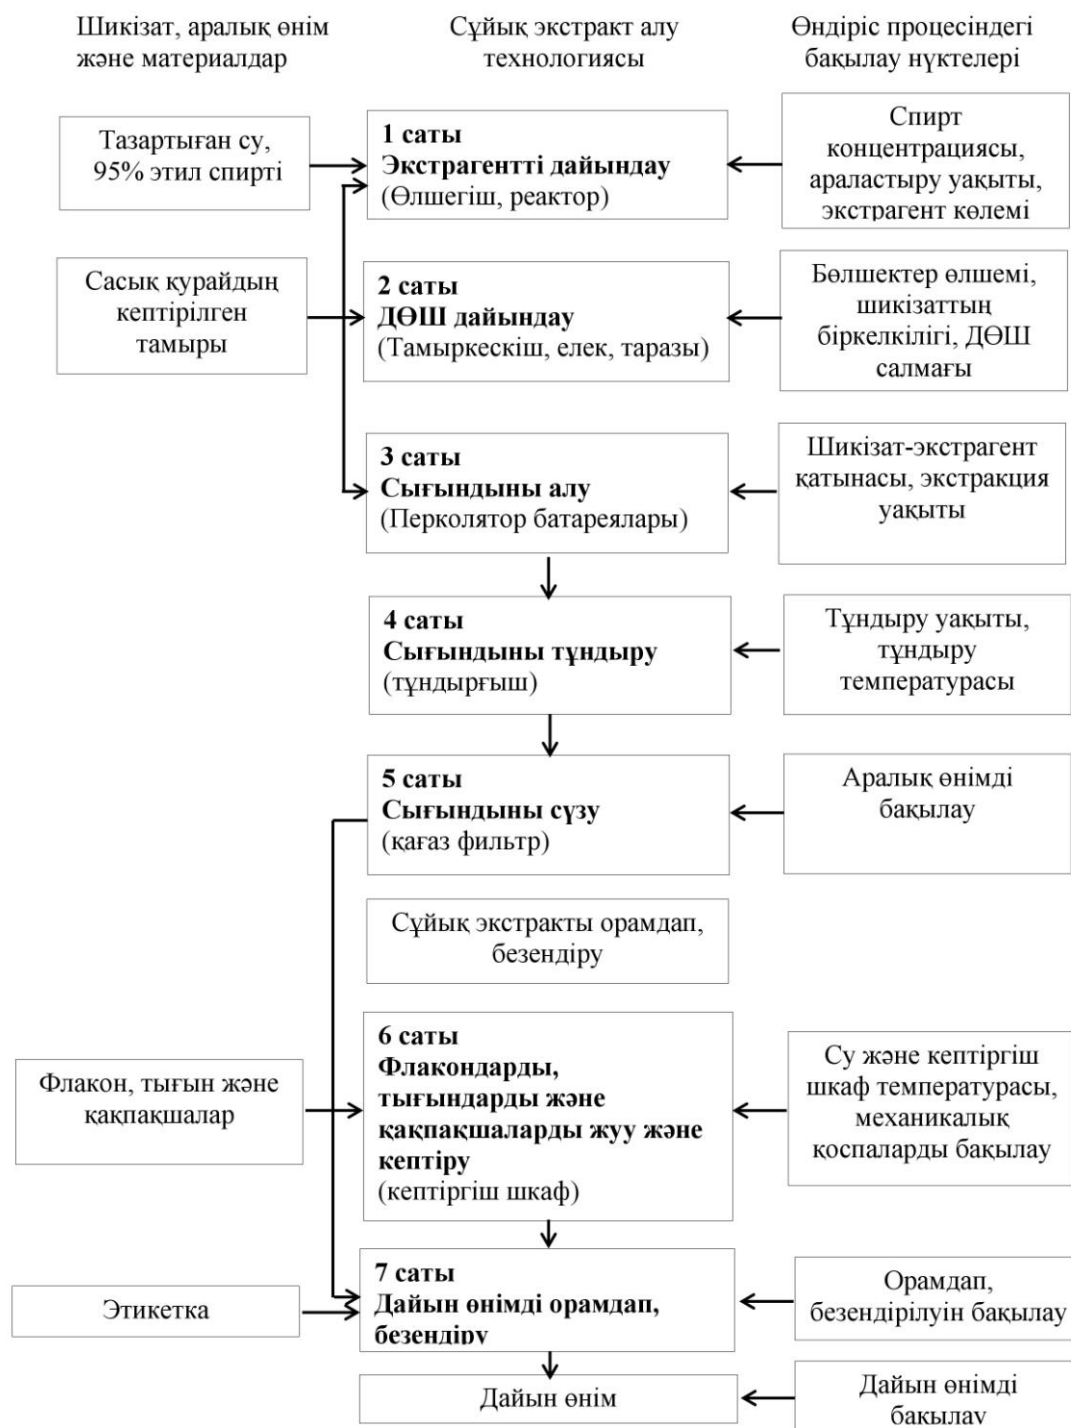 Шикізат, аралық өнім
және материалдар
Сұйық экстракт алу
технологиясы
Өндіріс процесіндегі
бақылау нүктелері
Тазартыған су,
95% этил спирті
1 саты
Экстрагентті дайындау
(Өлшегіш, реактор)
Спирт
концентрациясы,
араластыру уақыты,
экстрагент көлемі
Сасық қурайдың
кептірілген
тамыры
2 саты
ДӨШ дайындау
(Тамыркескіш, елек, таразы)
Бөлшектер өлшемі,
шикізаттың
біркелкілігі, ДӨШ
салмағы
3 саты
Сығындыны алу
(Перколятор батареялары)
Шикізат-экстрагент
қатынасы, экстракция
уақыты
4 саты
Сығындыны тұндыру
(тұндырғыш)
Тұндыру уақыты,
тұндыру
температурасы
5 саты
Сығындыны сүзу
(қағаз фильтр)
Аралық өнімді
бақылау
Сұйық экстракты орамдап,
безендіру
Флакон, тығын және
қақпақшалар
6 саты
Флакондарды,
тығындарды және
қақпақшаларды жуу және
кептіру
(кептіргіш шкаф)
Су және кептіргіш
шкаф температурасы,
механикалық
қоспаларды бақылау
Этикетка
7 саты
Дайын өнімді орамдап,
безендіру
Орамдап,
безендірілуін бақылау
Дайын өнім
Дайын өнімді
бақылау